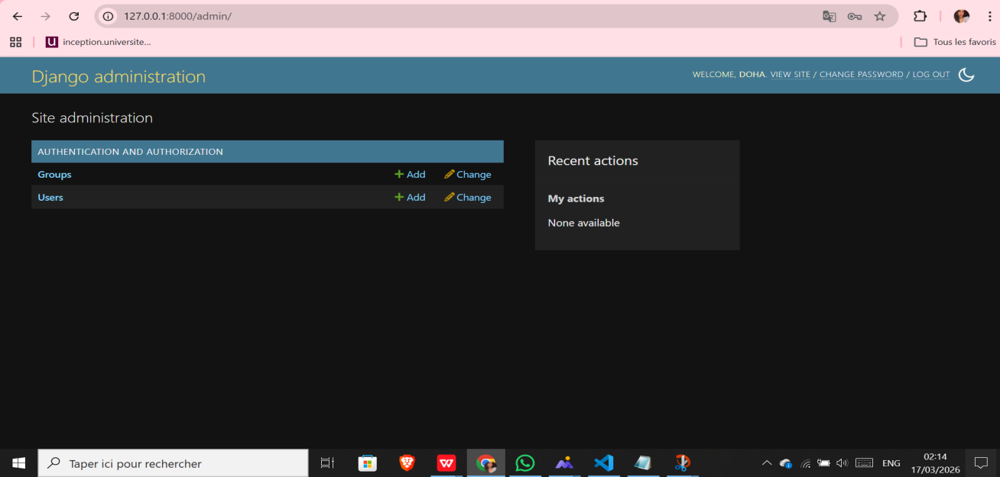 127.0.0.1:8000/admin/
inception.universite...
Tous les favoris
Django administration
WELCOME, DOHA. VIEW SITE / CHANGE PASSWORD / LOG OUT
Site administration
AUTHENTICATION AND AUTHORIZATION
Groups Add Change
Users Add Change
Recent actions
My actions
None available
Taper ici pour rechercher
ENG
02:14
17/03/2026